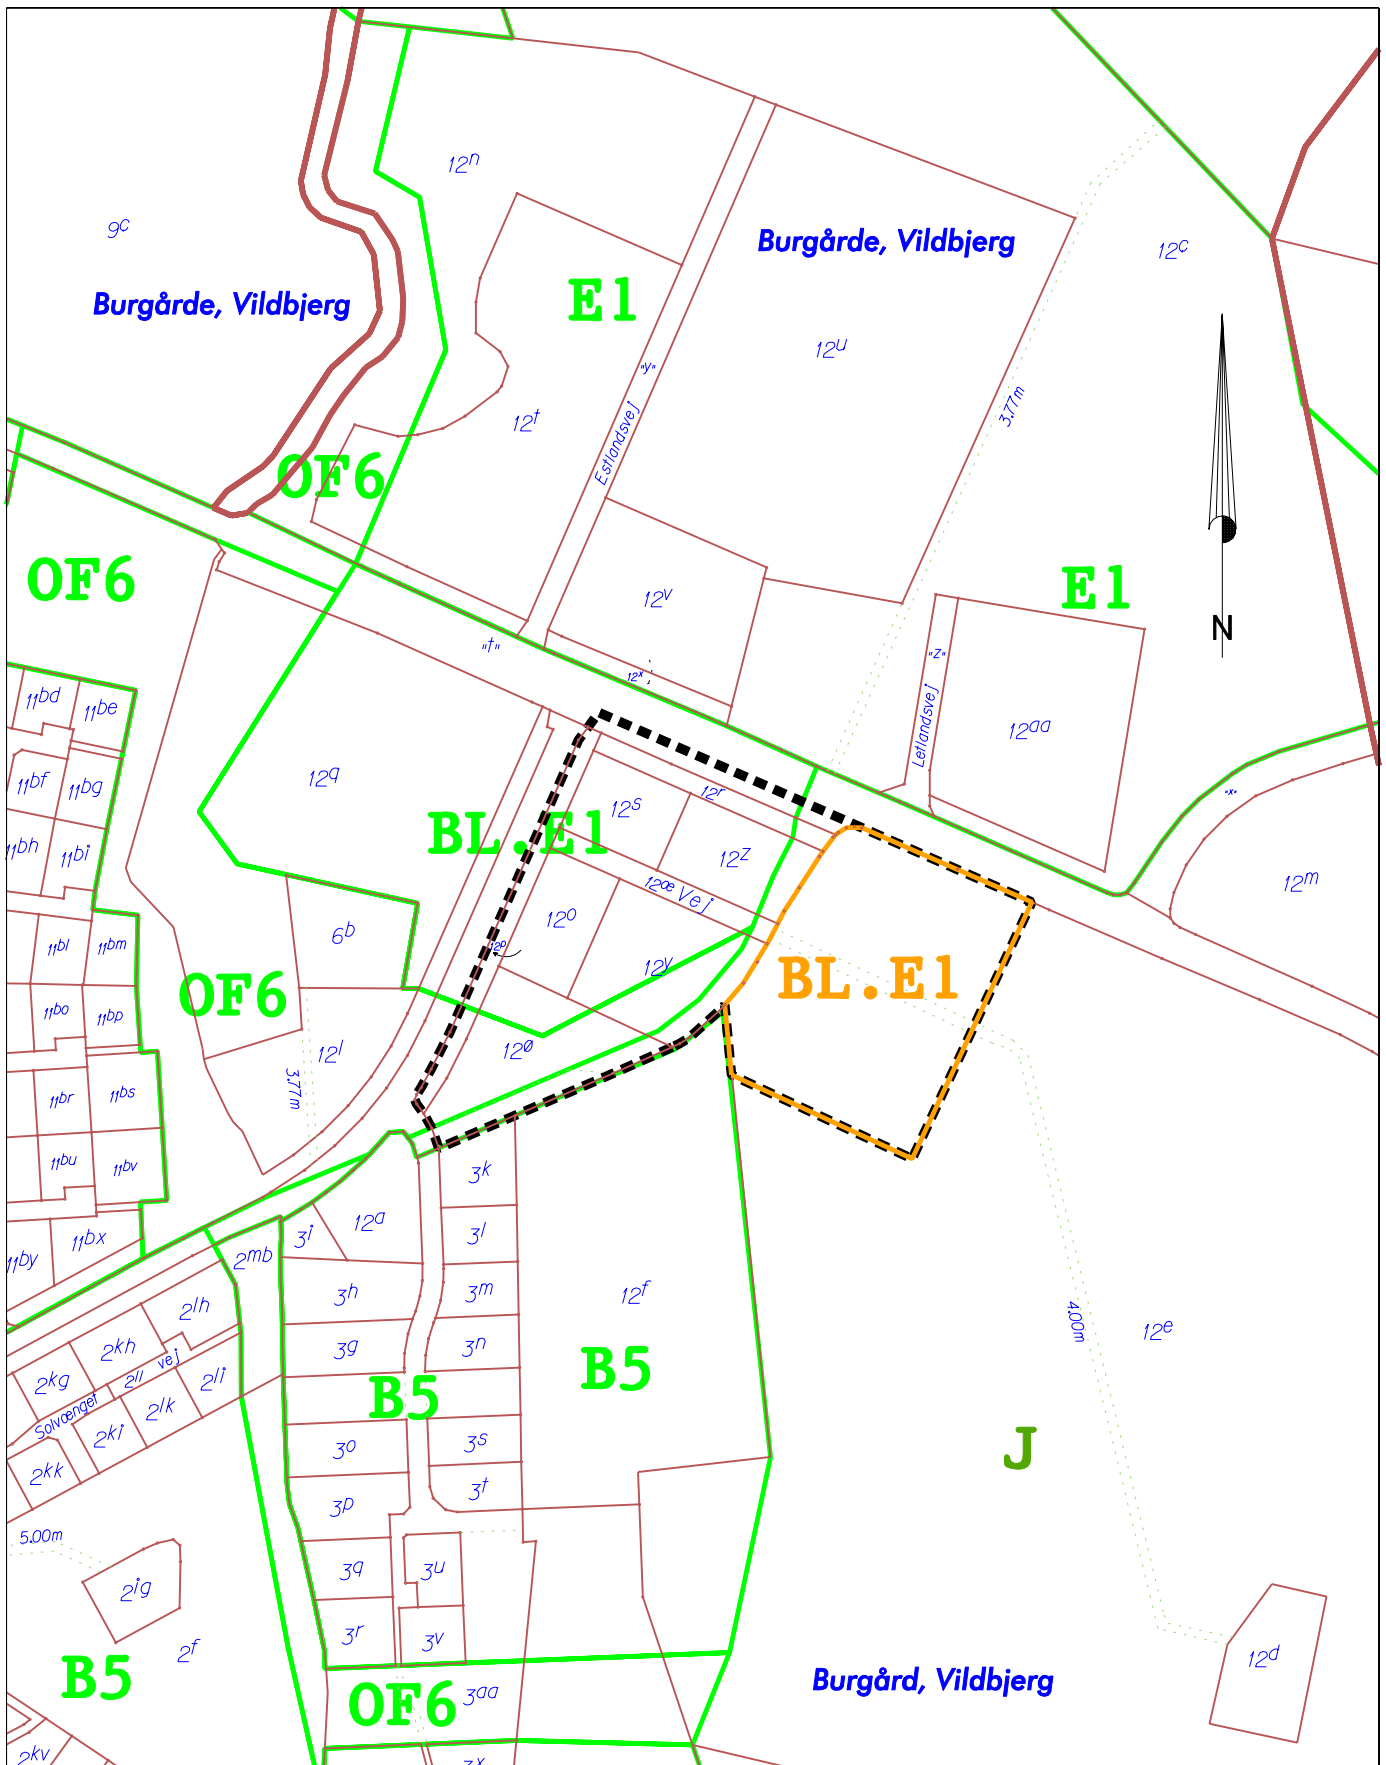 12n
9c
Burgårde, Vildbjerg
12c
Burgårde, Vildbjerg
E1
12u
"y"
3.77m
12t
Estlandsvej
OF6
OF6
E1
12v
N
"t"
"z"
12x
11bd
11be
Letlandsvej
12aa
11bf
11bg
12q
12s
12r
"x"
BL.E1
11bh
11bi
12z
12m
12æ Vej
12o
6b
11bl
11bm
12p
12y
BL.E1
OF6
11bo
11bp
12l
12ø
3.77m
11br
11bs
11bu
11bv
3k
12a
3i
3l
11by
11bx
2mb
3h
3m
12f
2lh
4.00m
12e
2kh
3g
3n
2kg
2ll
vej
2li
B5
B5
Solvænget
2lk
2ki
3o
3s
J
2kk
3t
3p
5.00m
3q
3u
2ig
3r
3v
2f
12d
B5
Burgård, Vildbjerg
OF6
3aa
2kv
3x